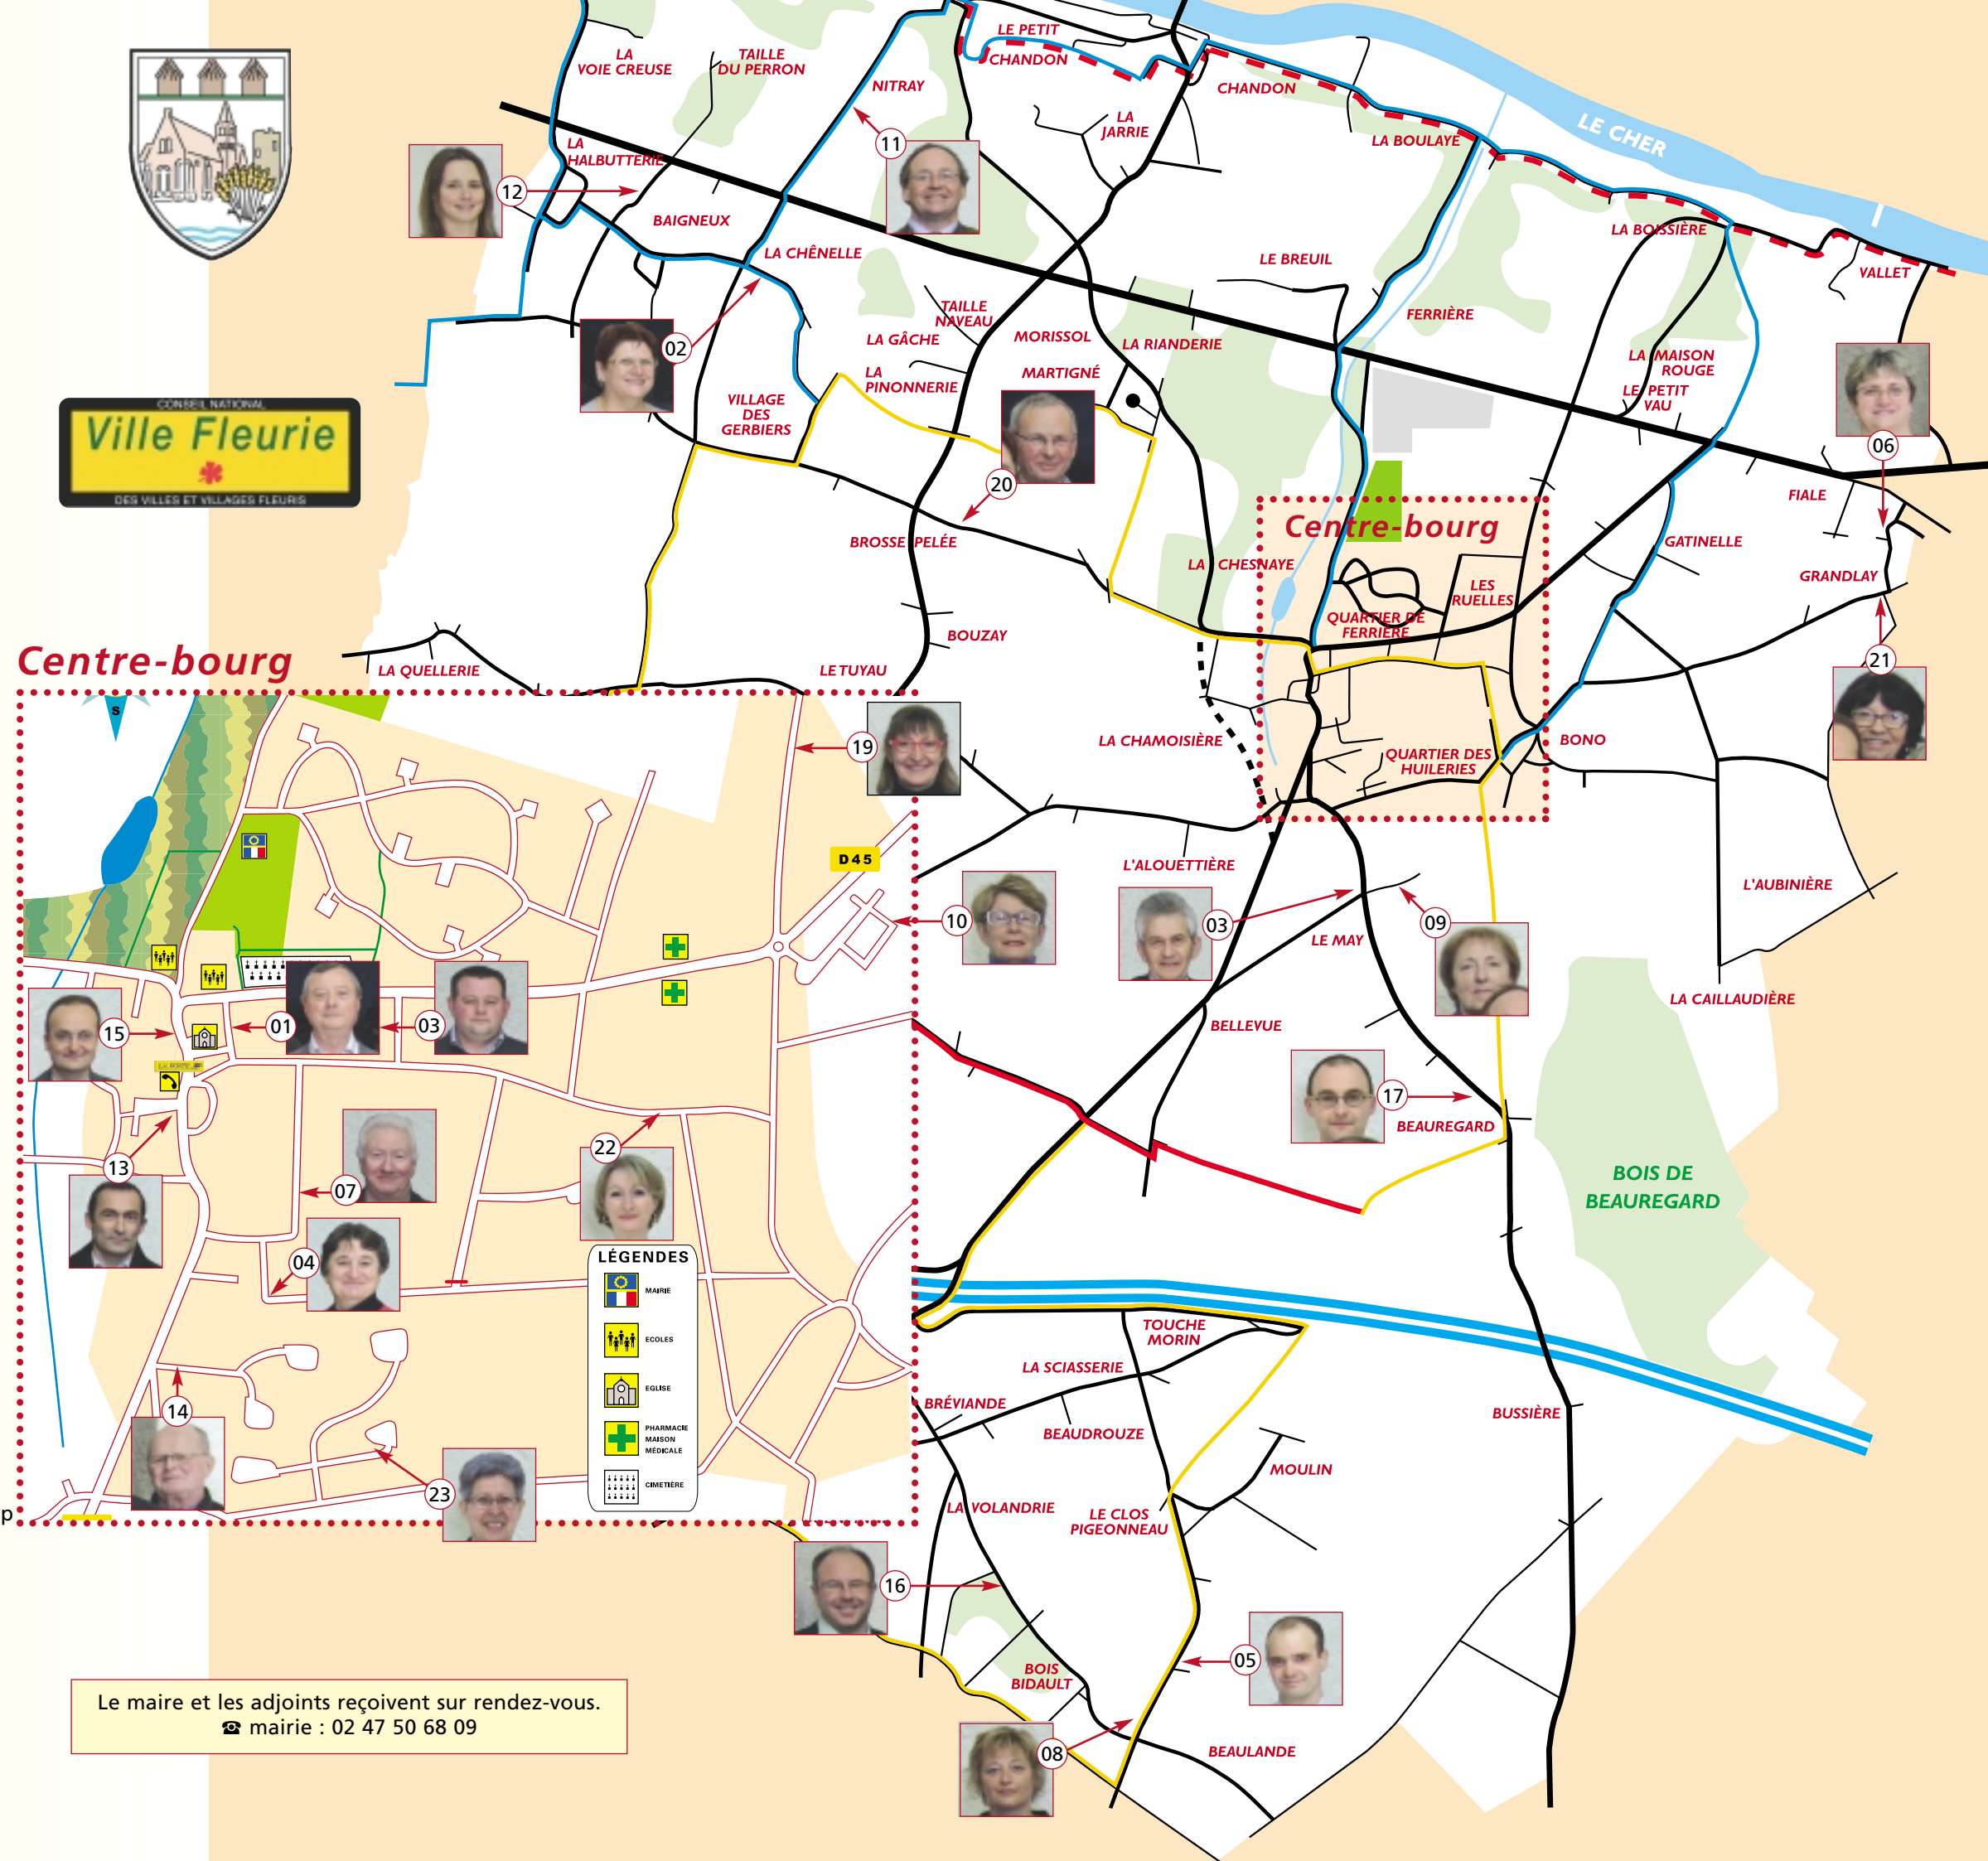 LE PETIT
CHANDON
LA
VOIE CREUSE
TAILLE
DU PERRON
NITRAY
CHANDON
LA
JARRIE
LA BOULAYE
LE CHER
LA
HALBUTTERIE
11
12
BAIGNEUX
LA CHÊNELLE
LE BREUIL
LA BOISSIÈRE
VALLET
TAILLE
NAVEAU
FERRIÈRE
LA GÂCHE
MORISSOL
LA RIANDERIE
02
LA
PINONNERIE
MARTIGNÉ
LA MAISON
ROUGE
LE PETIT
VAU
VILLAGE
DES
GERBIERS
CONSEIL NATIONAL
Ville Fleurie
DES VILLES ET VILLAGES FLEURIS
06
20
FIALE
Centre-bourg
BROSSE PELÉE
GATINELLE
LA CHESNAYE
GRANDLAY
LES
RUELLES
QUARTIER DE
FERRIÈRE
BOUZAY
21
Centre-bourg
LA QUELLERIE
LE TUYAU
S
19
LA CHAMOISIÈRE
QUARTIER DES
HUILERIES
BONO
D45
L'ALOUETTIÈRE
L'AUBINIÈRE
10
03
09
LE MAY
LA CAILLAUDIÈRE
15
01
03
BELLEVUE
17
BEAUREGARD
22
13
07
BOIS DE
BEAUREGARD
04
LÉGENDES
MAIRIE
ECOLES
EGLISE
PHARMACIE
MAISON
MÉDICALE
CIMETIÈRE
TOUCHE
MORIN
LA SCIASSERIE
BRÉVIANDE
BEAUDROUZE
BUSSIÈRE
14
MOULIN
23
LA VOLANDRIE
LE CLOS
PIGEONNEAU
p
16
05
BOIS
BIDAULT
08
BEAULANDE
Le maire et les adjoints reçoivent sur rendez-vous.
☎ mairie : 02 47 50 68 09